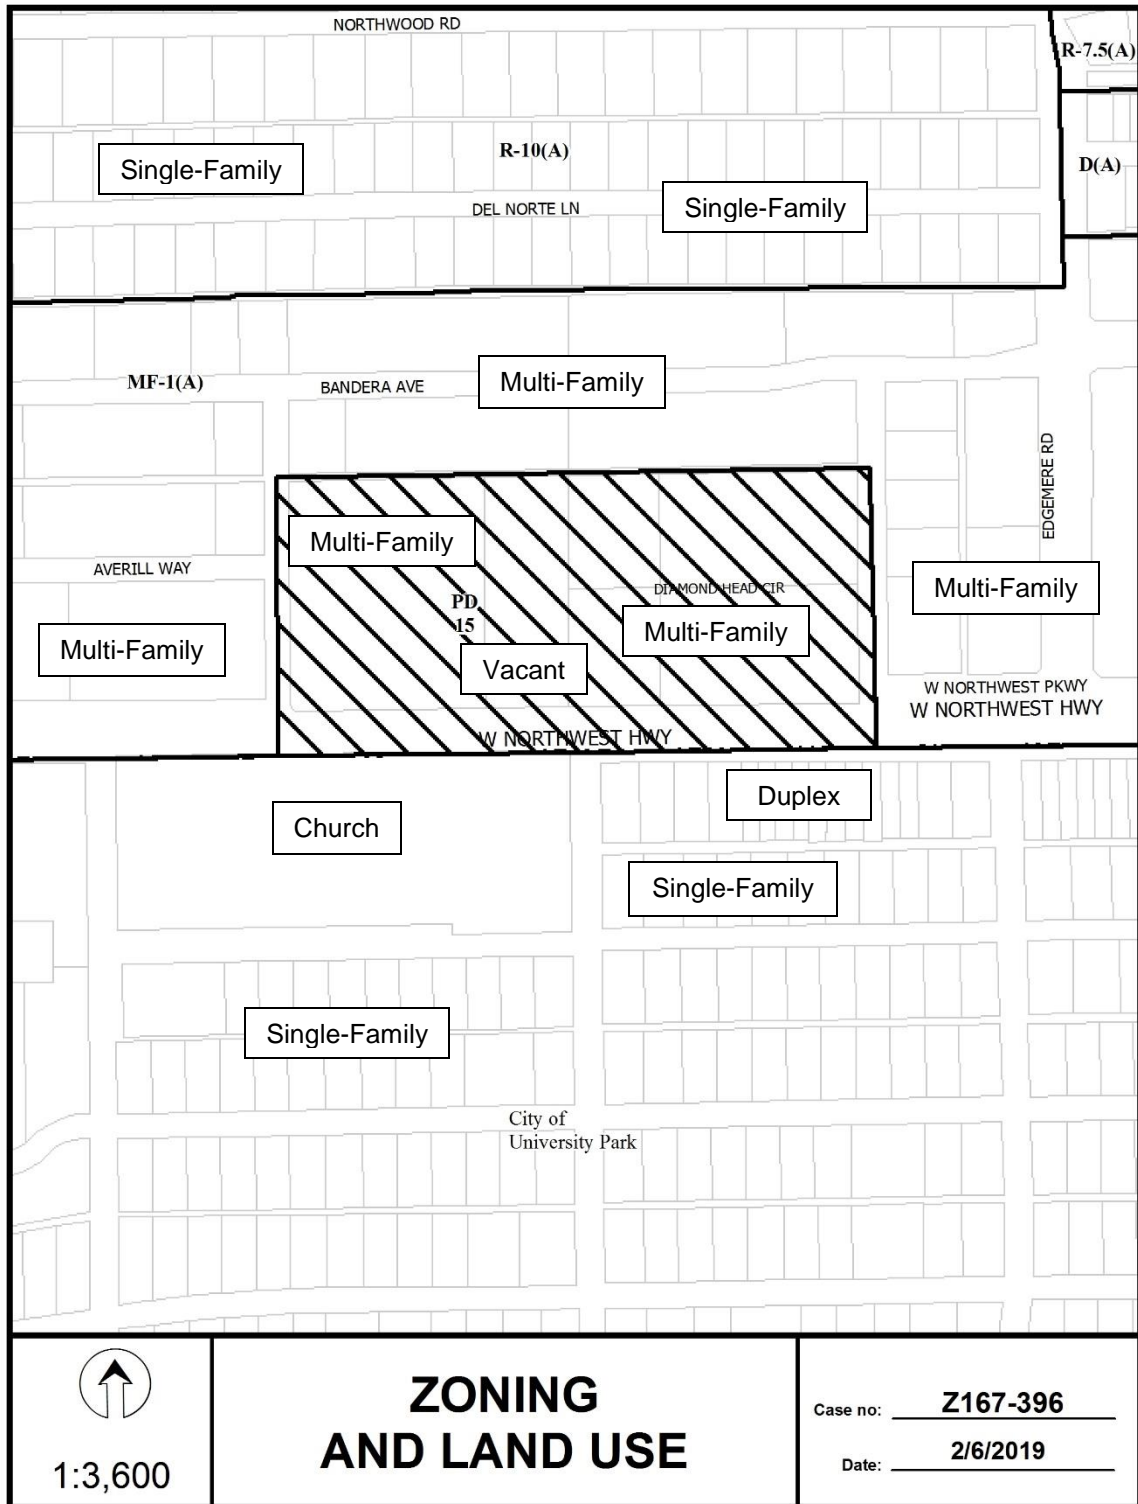 NORTHWOOD RD
R-7.5(A)
R-10(A)
Single-Family
D(A)
Single-Family
DEL NORTE LN
MF-1(A)
BANDERA AVE
Multi-Family
EDGEMERE RD
Multi-Family
AVERILL WAY
DIAMOND HEAD CIR
Multi-Family
PD
15
Multi-Family
Multi-Family
Vacant
W NORTHWEST PKWY
W NORTHWEST HWY
W NORTHWEST HWY
Duplex
Church
Single-Family
Single-Family
City of
University Park
1:3,600
ZONING
AND LAND USE
Case no: Z167-396
Date: 2/6/2019